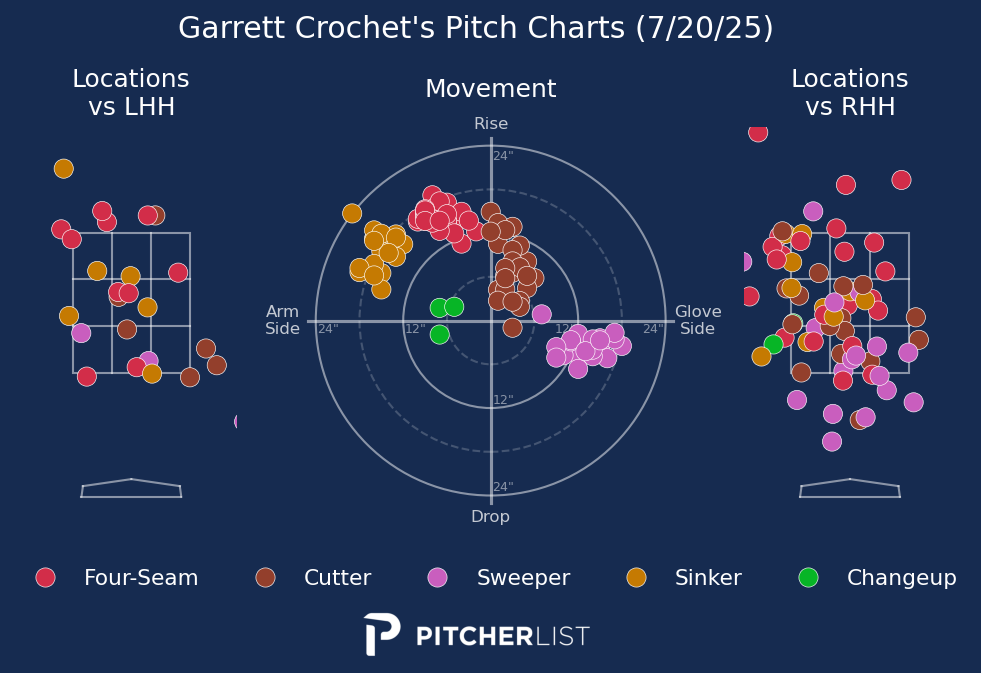 Garrett Crochet's Pitch Charts (7/20/25)
Locations
vs LHH
Movement
Locations
vs RHH
Rise
24"
Arm
Side
24"
12"
12"
24"
Glove
Side
12"
24"
Drop
Four-Seam
Cutter
Sweeper
Sinker
Changeup
PITCHERLIST